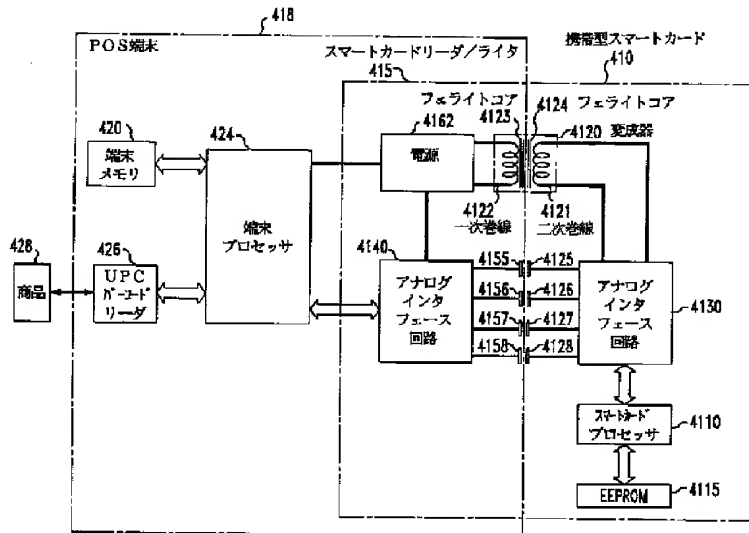 418
POS端末
スマートカードリーダ/ライタ
415
携帯型スマートカード
410
フェライトコア
4123
フェライトコア
4124
4162
電源
4120
変成器
420
端末
メモリ
424
端末
プロセッサ
4122
一次巻線
4121
二次巻線
428
商品
426
UPC
バーコード
リーダ
4140
アナログ
インタ
フェース
回路
4155
4125
4156
4126
4157
4127
4158
4128
アナログ
インタ
フェース
回路
4130
スマートカード
プロセッサ
4110
EEPROM
4115